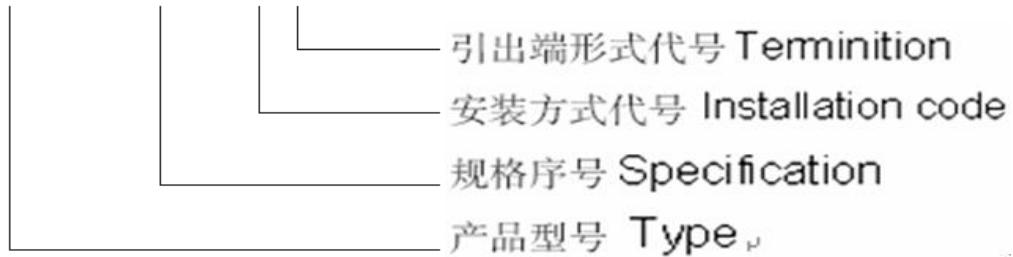 引出端形式代号 Terminition
安装方式代号 Installation code
规格序号 Specification
产品型号 Type